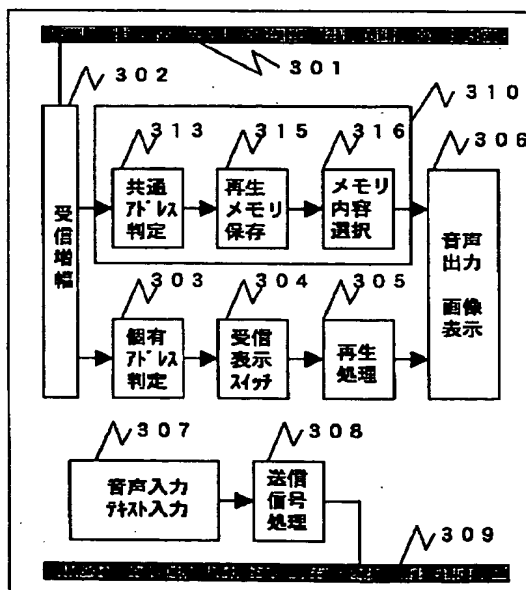 301
302
310
313
315
316
306
受信増幅
共通
アドレス
判定
再生
メモリ
保存
メモリ
内容
選択
音声
出力
画像
表示
303
304
305
個有
アドレス
判定
受信
表示
スイッチ
再生
処理
307
308
音声入力
テキスト入力
送信
信号
処理
309